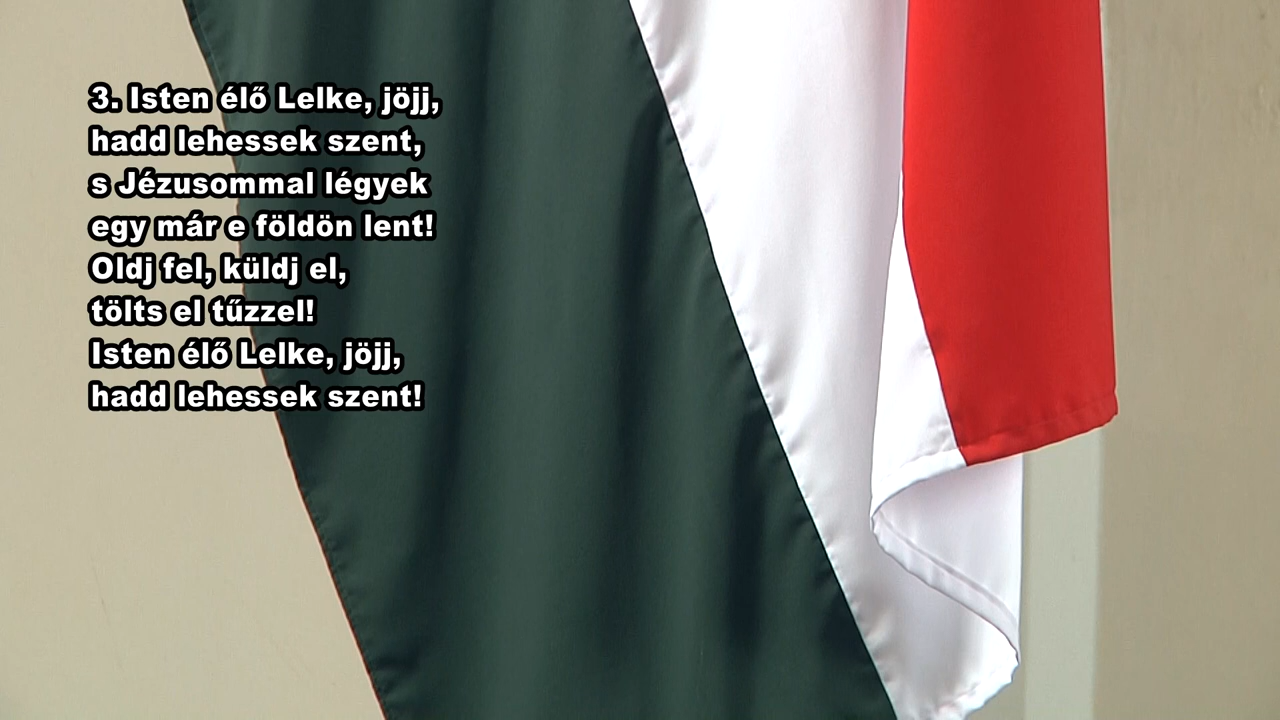 3. Isten élő Lelke, jöjj,
hadd lehessek szent,
s Jézusommal légyek
egy már e földön lent!
Oldj fel, küldj el,
tölts el tűzzel!
Isten élő Lelke, jöjj,
hadd lehessek szent!